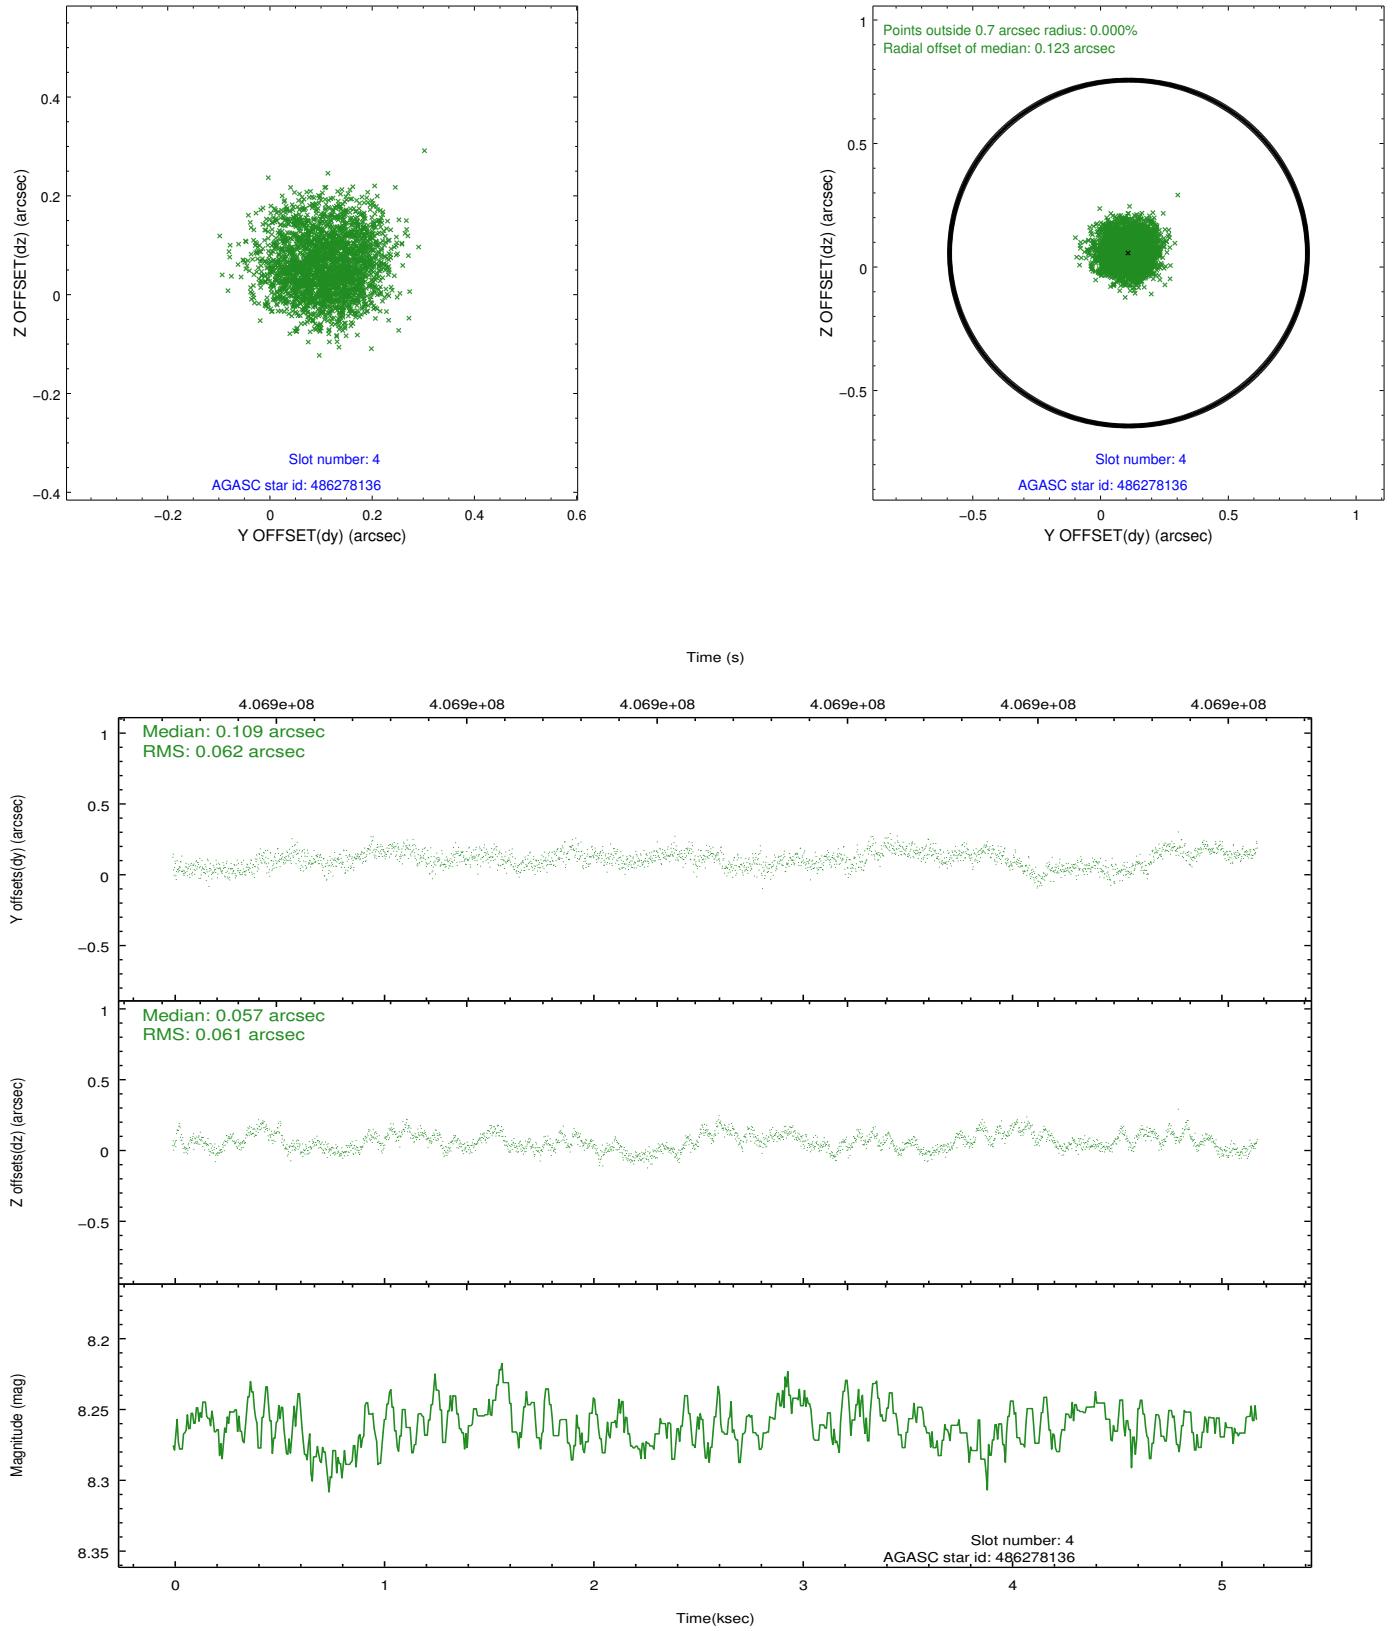 0.4
0.2
0
−0.2
−0.4
Z OFFSET(dz) (arcsec)
Slot number: 4
AGASC star id: 486278136
−0.2 0 0.2 0.4 0.6
Y OFFSET(dy) (arcsec)
Points outside 0.7 arcsec radius: 0.000%
Radial offset of median: 0.123 arcsec
1
0.5
0
−0.5
Z OFFSET(dz) (arcsec)
Slot number: 4
AGASC star id: 486278136
−0.5 0 0.5 1
Y OFFSET(dy) (arcsec)
Time (s)
4.069e+08 4.069e+08 4.069e+08 4.069e+08 4.069e+08 4.069e+08
Median: 0.109 arcsec
RMS: 0.062 arcsec
1
0.5
0
−0.5
Y offsets(dy) (arcsec)
Median: 0.057 arcsec
RMS: 0.061 arcsec
1
0.5
0
−0.5
Z offsets(dz) (arcsec)
8.2
8.25
8.3
8.35
Magnitude (mag)
Slot number: 4
AGASC star id: 486278136
0 1 2 3 4 5
Time(ksec)